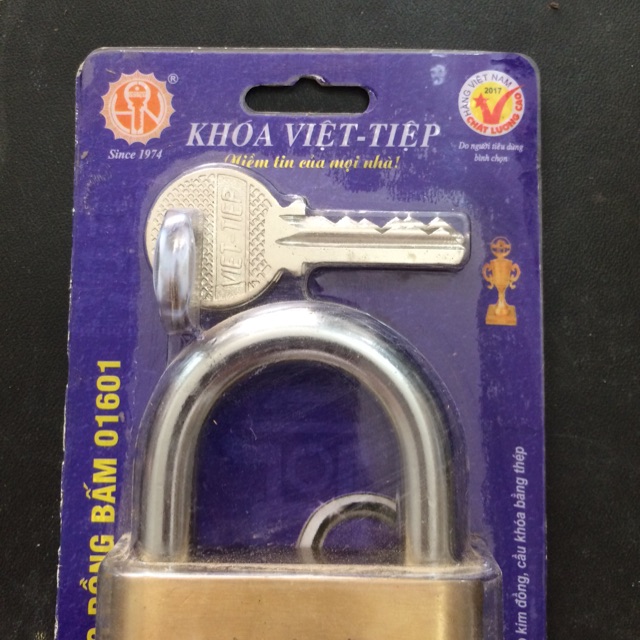 ®
Since 1974
KHÓA VIỆT-TIỆP
Niềm tin của mọi nhà!
HÀNG VIỆT NAM
2017
CHẤT LƯỢNG CAO
Do người tiêu dùng
bình chọn
VIỆT-TIỆP
ĐỒNG BẤM 01601
kim đồng, cầu khóa bằng thép